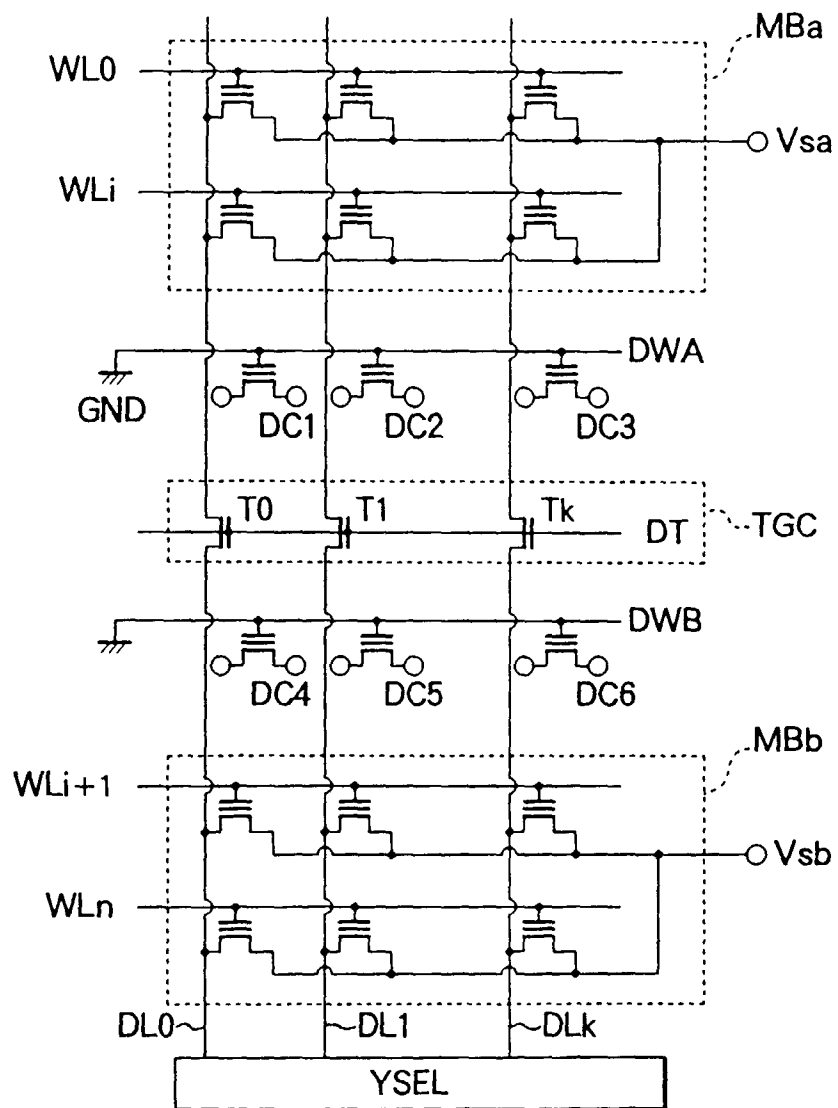 MBa
WL0
Vsa
WLi
DWA
GND
DC1 DC2 DC3
T0 T1 Tk
DT
TGC
DWB
DC4 DC5 DC6
MBb
WLi+1
Vsb
WLn
DL0 DL1 DLk
YSEL